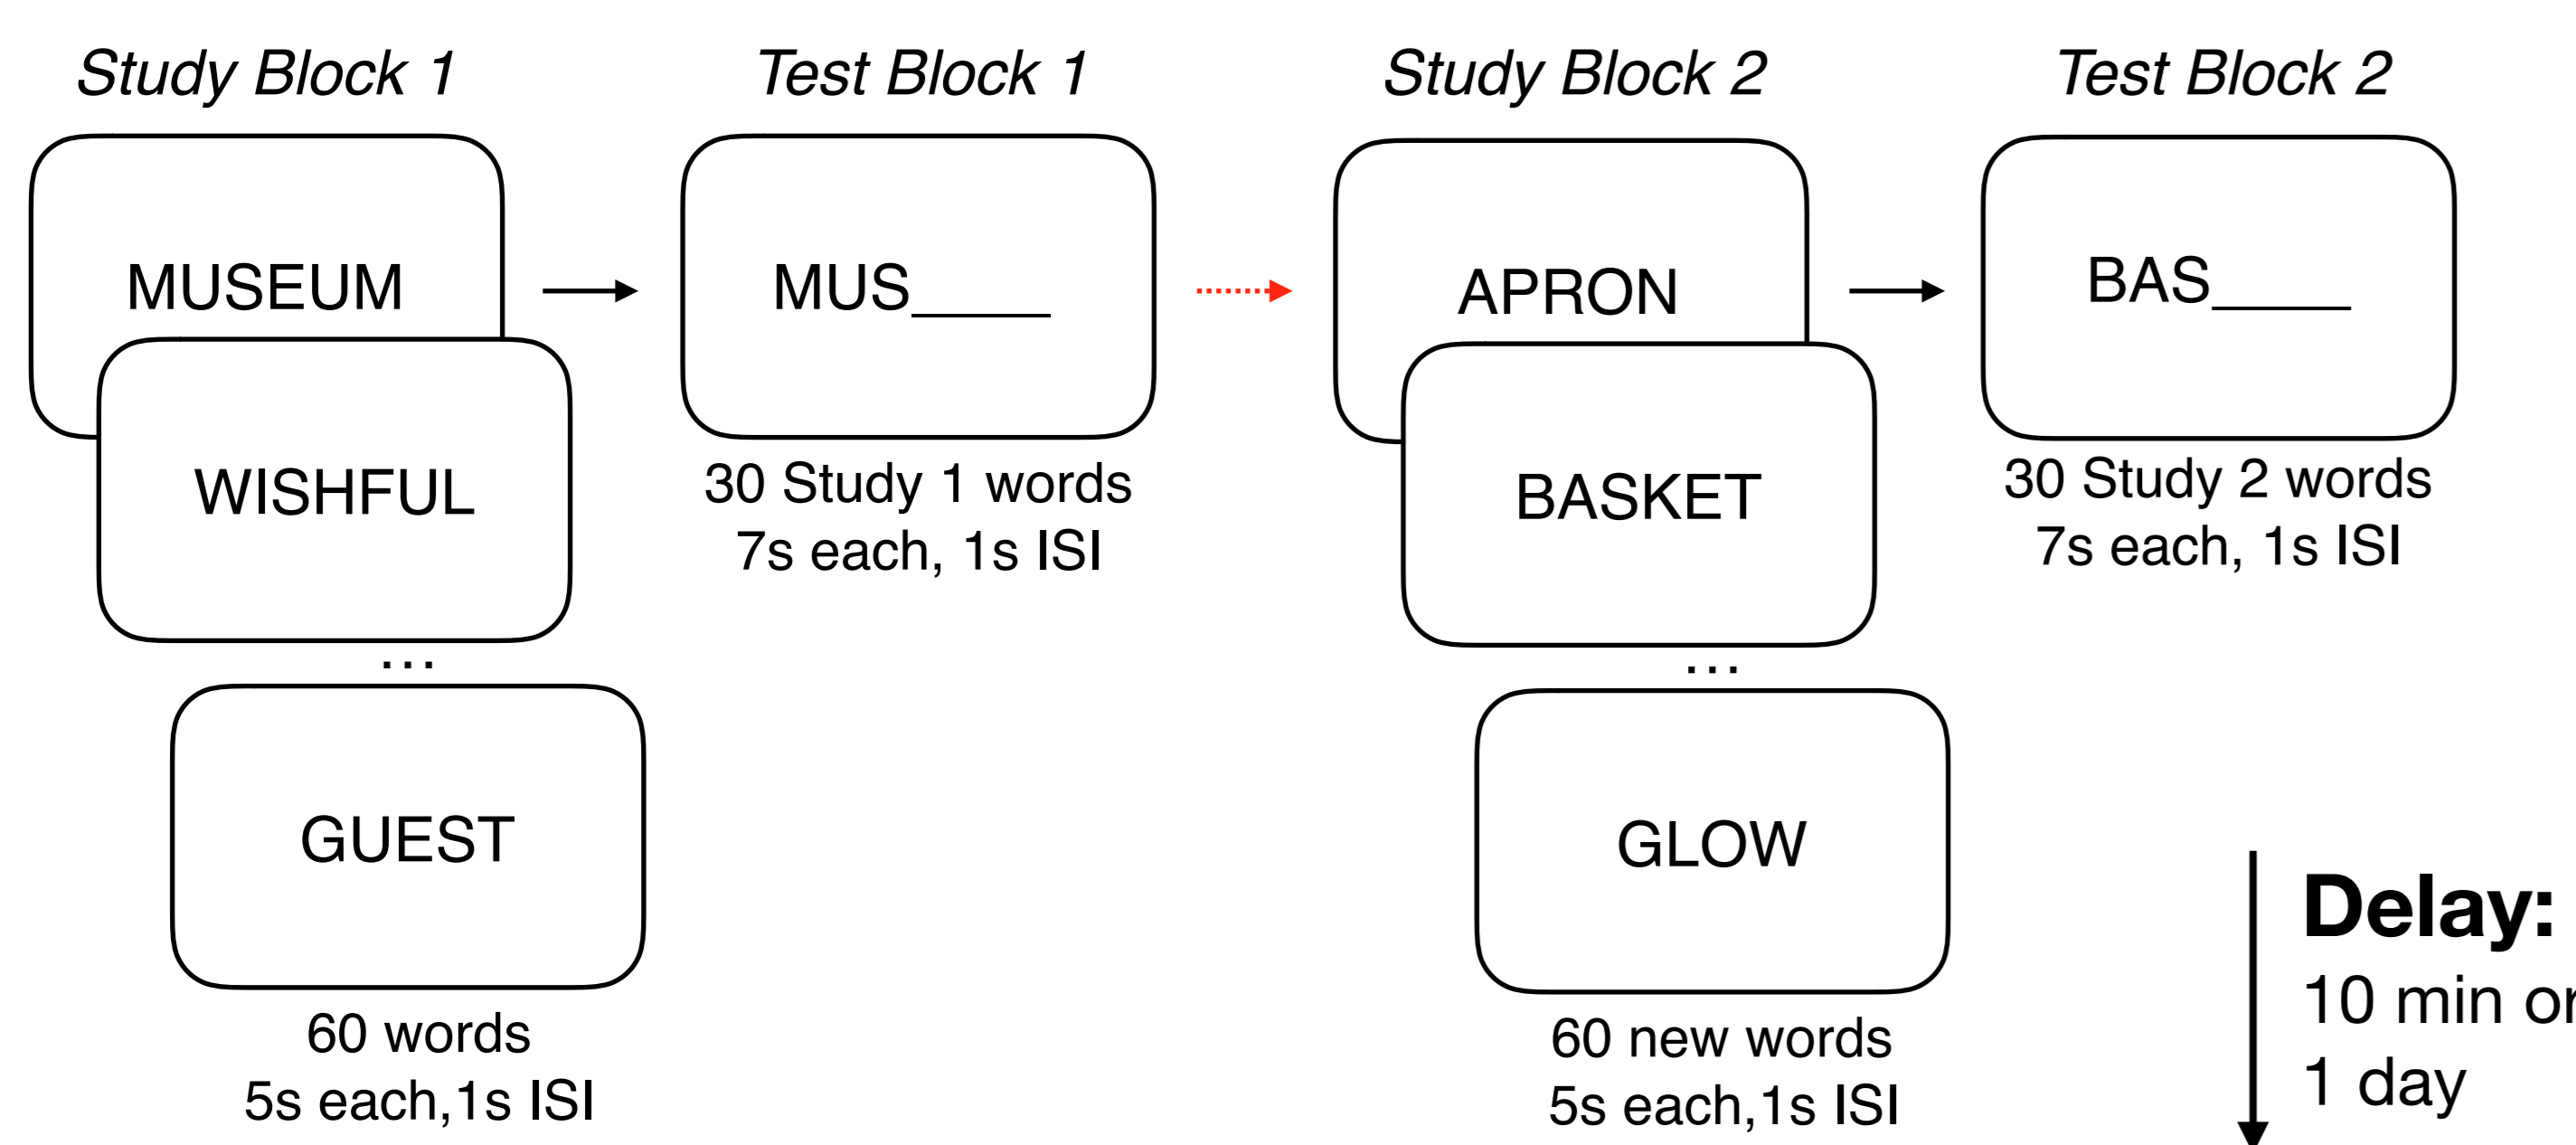 Study Block 1
MUSEUM
WISHFUL
...
GUEST
60 words
5s each,1s ISI
Test Block 1
MUS____
30 Study 1 words
7s each, 1s ISI
Study Block 2
APRON
BASKET
...
GLOW
60 new words
5s each,1s ISI
Test Block 2
BAS____
30 Study 2 words
7s each, 1s ISI
Delay:
10 min or
1 day